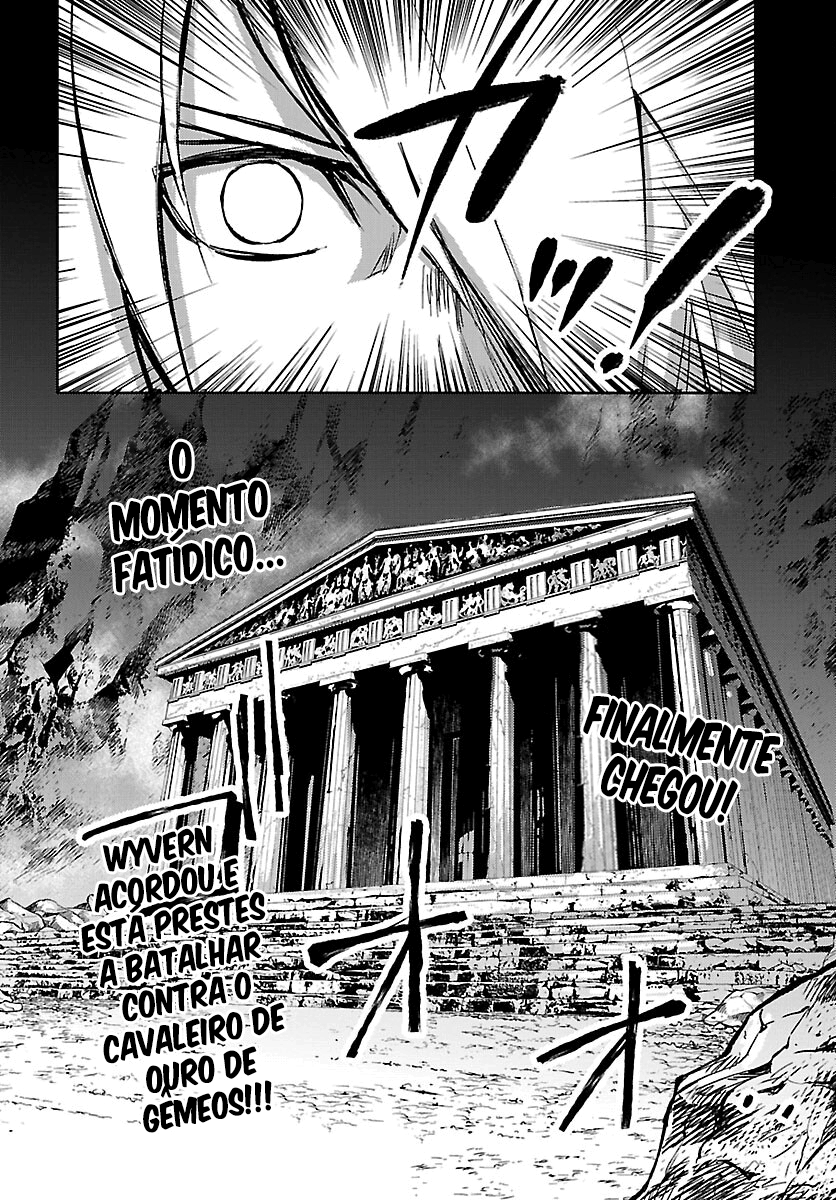 カッ!!
O
MOMENTO
FATÍDICO...
FINALMENTE
CHEGOU!
ゴオオ
WYVERN
ACORDOU E
ESTÁ PRESTES
A BATALHAR
CONTRA O
CAVALEIRO DE
OURO DE
GÊMEOS!!!